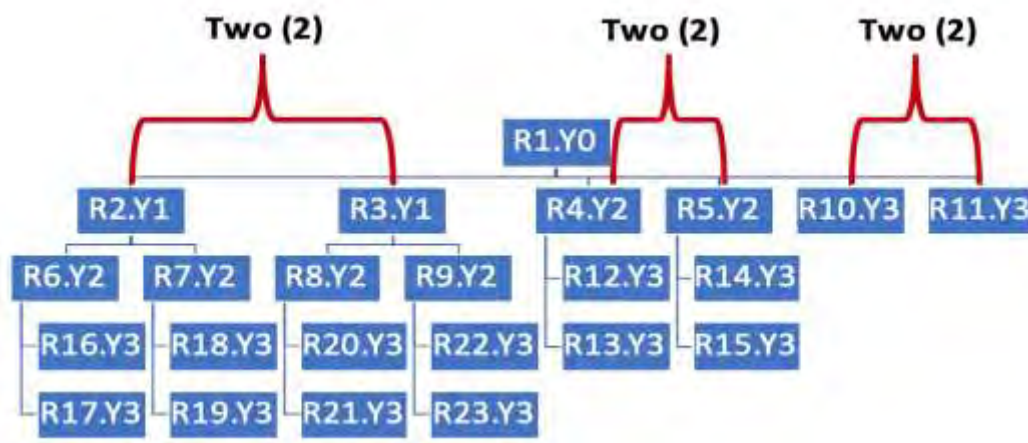 Two (2) Two (2) Two (2)
R1.Y0
R2.Y1 R3.Y1 R4.Y2 R5.Y2 R10.Y3 R11.Y3
R6.Y2 R7.Y2 R8.Y2 R9.Y2 R12.Y3 R14.Y3
R16.Y3 R18.Y3 R20.Y3 R22.Y3 R13.Y3 R15.Y3
R17.Y3 R19.Y3 R21.Y3 R23.Y3